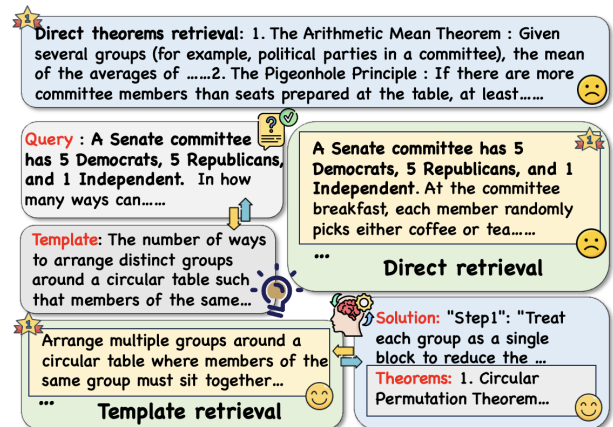 1
Direct theorems retrieval: 1. The Arithmetic Mean Theorem : Given
several groups (for example, political parties in a committee), the mean
of the averages of ......2. The Pigeonhole Principle : If there are more
committee members than seats prepared at the table, at least......
Query : A Senate committee
has 5 Democrats, 5 Republicans,
and 1 Independent. In how
many ways can......
Template: The number of ways
to arrange distinct groups
around a circular table such
that members of the same...
1
A Senate committee has 5
Democrats, 5 Republicans, and 1
Independent. At the committee
breakfast, each member randomly
picks either coffee or tea......
...
Direct retrieval
1
Arrange multiple groups around a
circular table where members of the
same group must sit together...
...
Template retrieval
Solution: "Step1": "Treat
each group as a single
block to reduce the ...
Theorems: 1. Circular
Permutation Theorem...